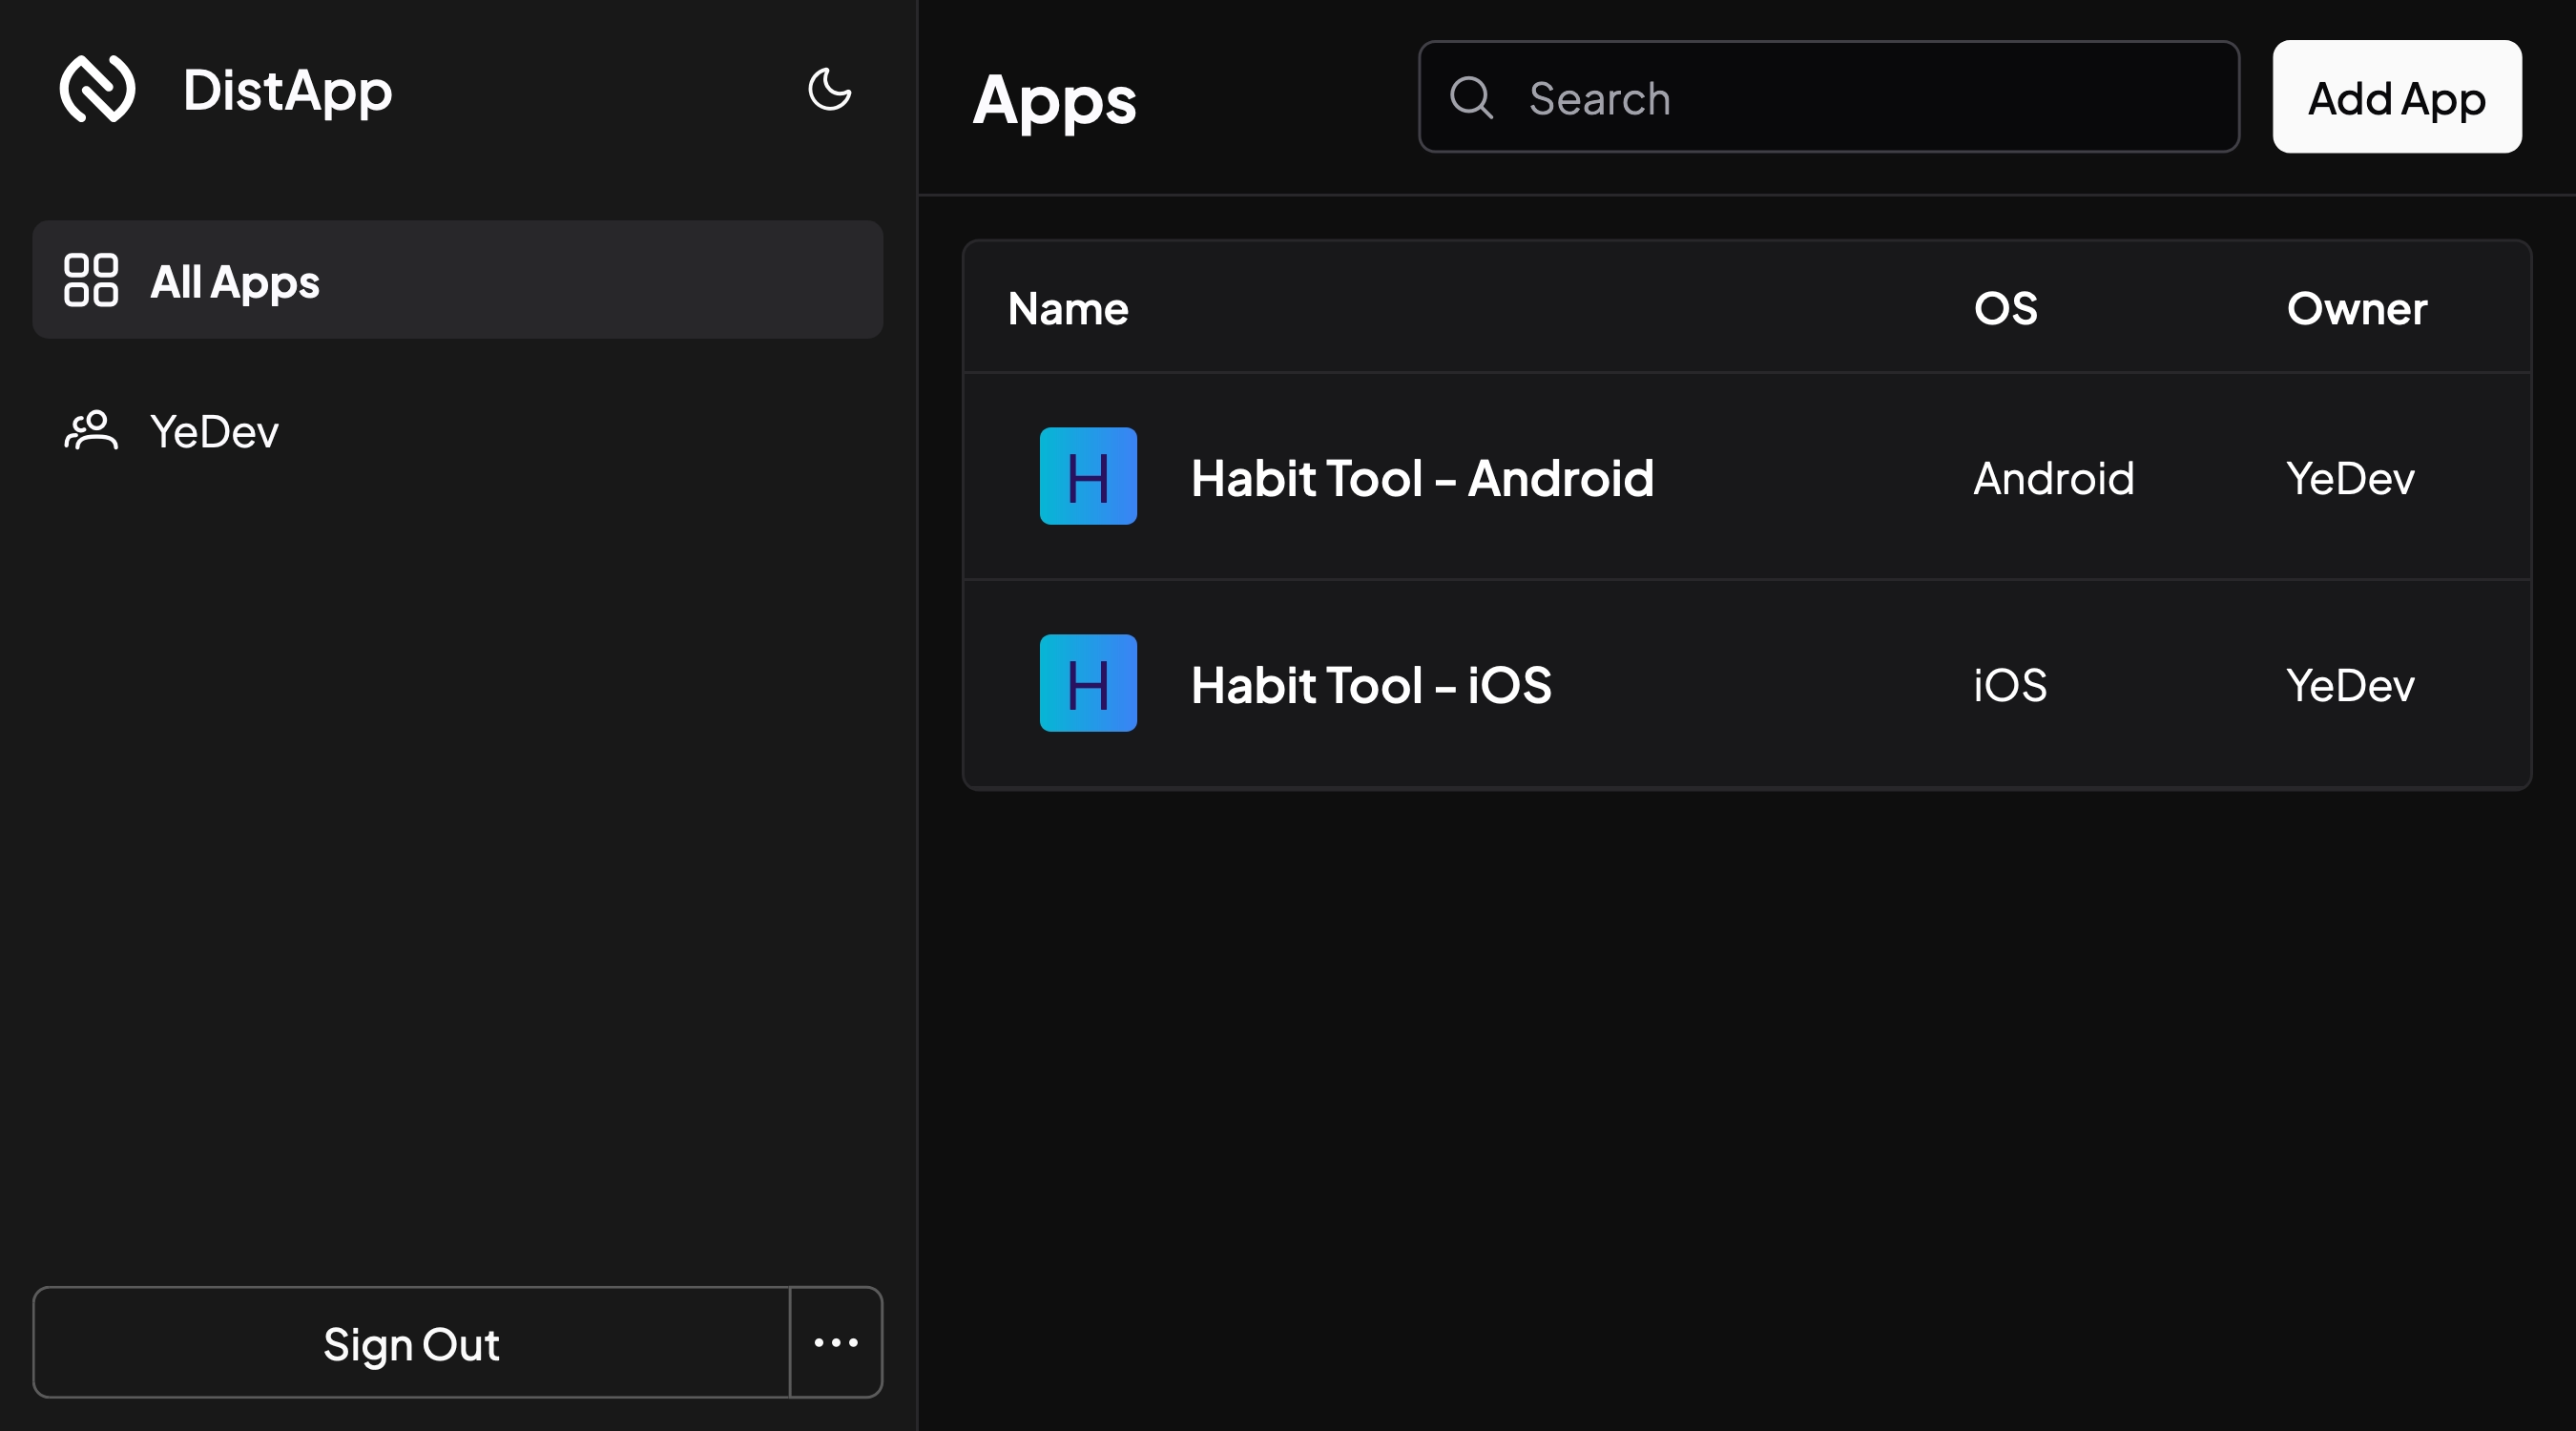 DistApp
All Apps
YeDev
Sign Out
Apps
Search
Add App
Name OS Owner
H Habit Tool - Android Android YeDev
H Habit Tool - iOS iOS YeDev